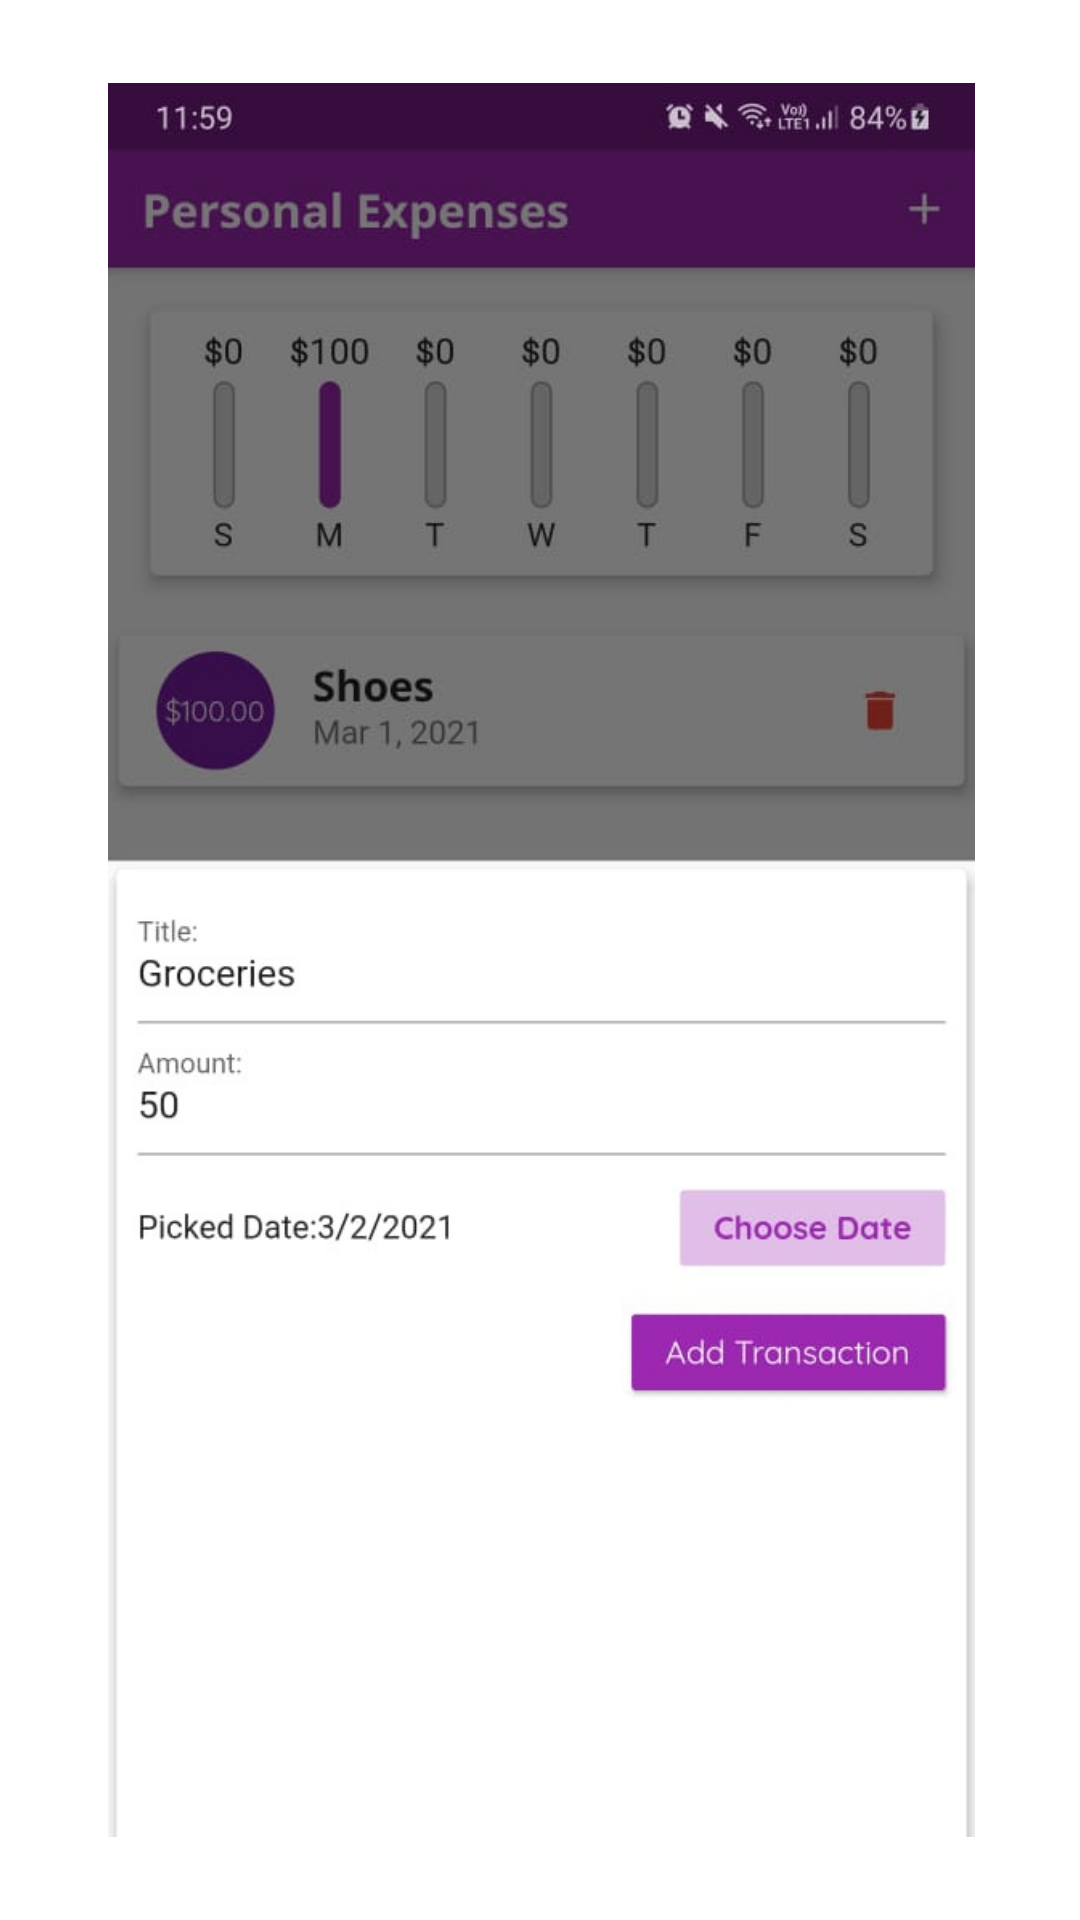 11:59 Vo)) LTE1 84%
Personal Expenses +
$0 $100 $0 $0 $0 $0 $0
S M T W T F S
$100.00
Shoes
Mar 1, 2021
Title:
Groceries
Amount:
50
Picked Date:3/2/2021 Choose Date
Add Transaction